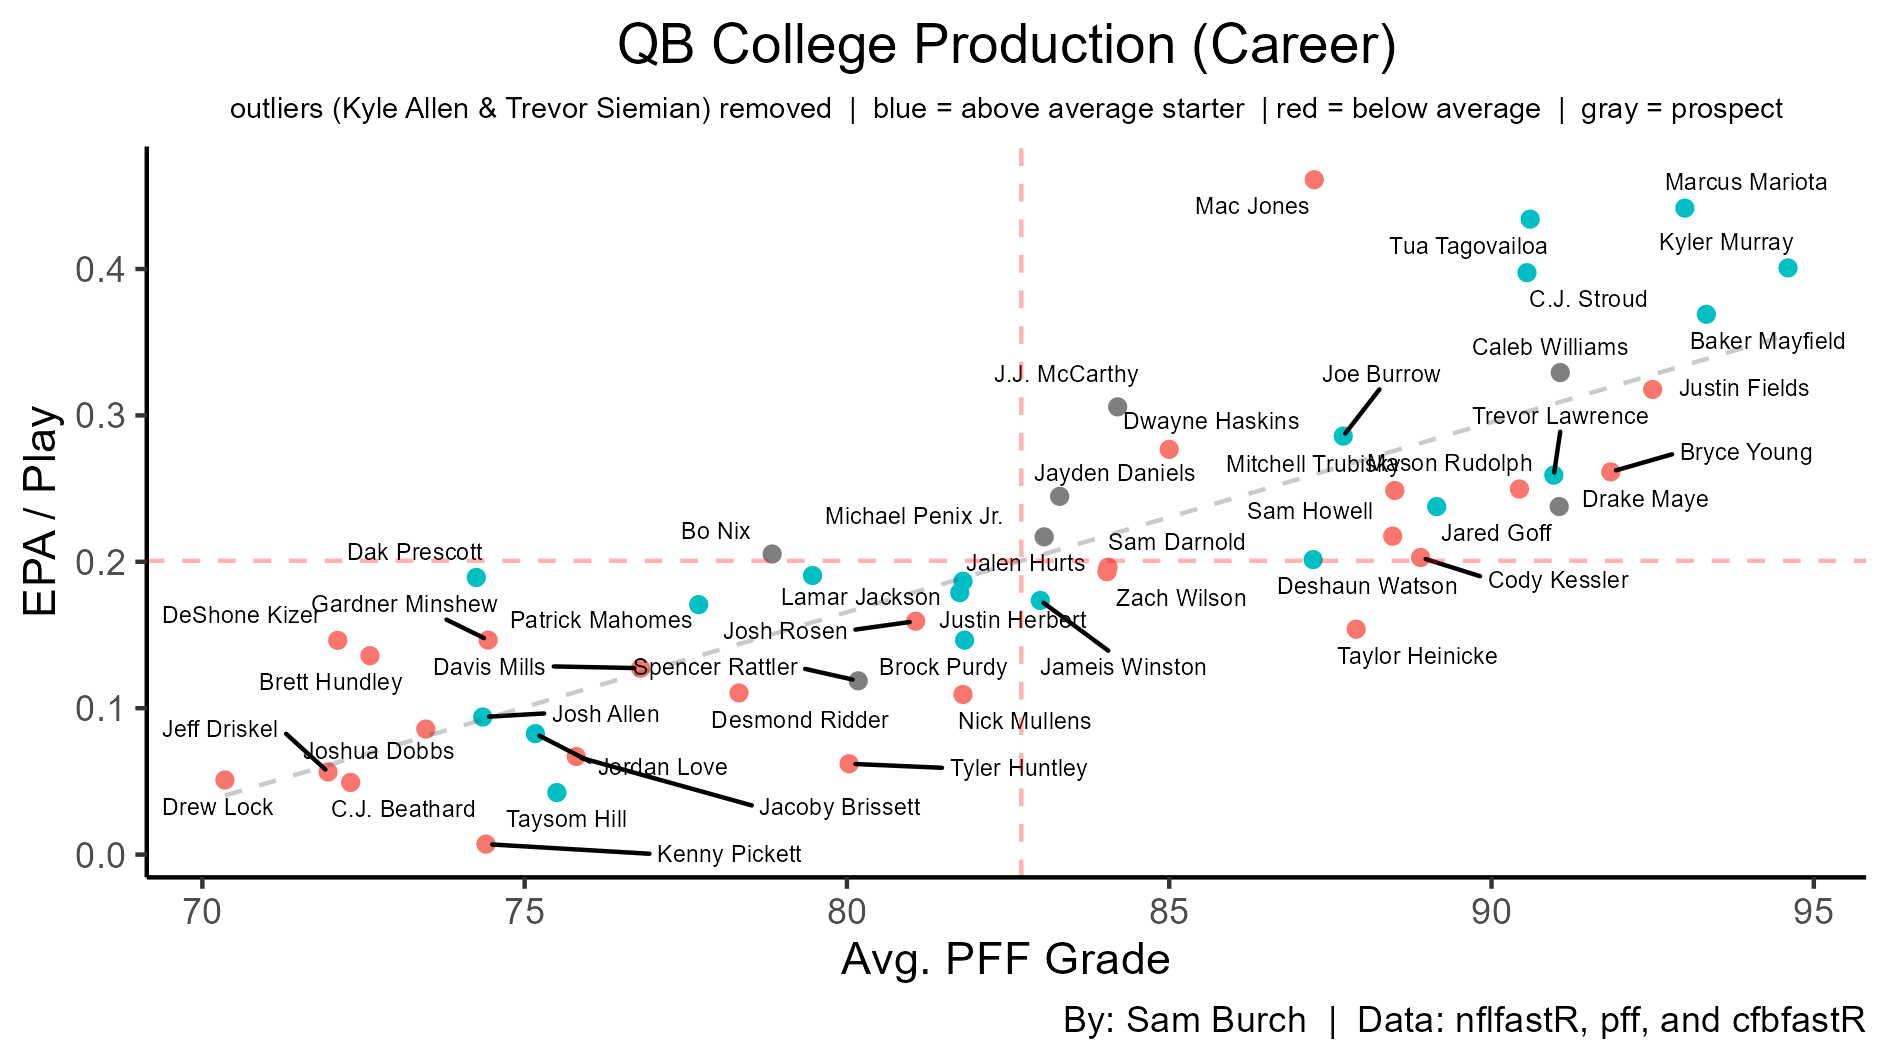 QB College Production (Career)
outliers (Kyle Allen & Trevor Siemian) removed | blue = above average starter | red = below average | gray = prospect
EPA / Play
0.4
0.3
0.2
0.1
0.0
Marcus Mariota
Mac Jones
Kyler Murray
Tua Tagovailoa
C.J. Stroud
Baker Mayfield
Caleb Williams
J.J. McCarthy
Joe Burrow
Justin Fields
Dwayne Haskins
Trevor Lawrence
Bryce Young
Mitchell Trubisky
Mason Rudolph
Jayden Daniels
Drake Maye
Sam Howell
Michael Penix Jr.
Bo Nix
Jared Goff
Sam Darnold
Dak Prescott
Jalen Hurts
Cody Kessler
Deshaun Watson
Lamar Jackson
Zach Wilson
Gardner Minshew
DeShone Kizer
Patrick Mahomes
Justin Herbert
Josh Rosen
Taylor Heinicke
Davis Mills
Spencer Rattler
Brock Purdy
Jameis Winston
Brett Hundley
Josh Allen
Desmond Ridder
Nick Mullens
Jeff Driskel
Joshua Dobbs
Jordan Love
Tyler Huntley
Drew Lock
C.J. Beathard
Jacoby Brissett
Taysom Hill
Kenny Pickett
70 75 80 85 90 95
Avg. PFF Grade
By: Sam Burch | Data: nflfastR, pff, and cfbfastR